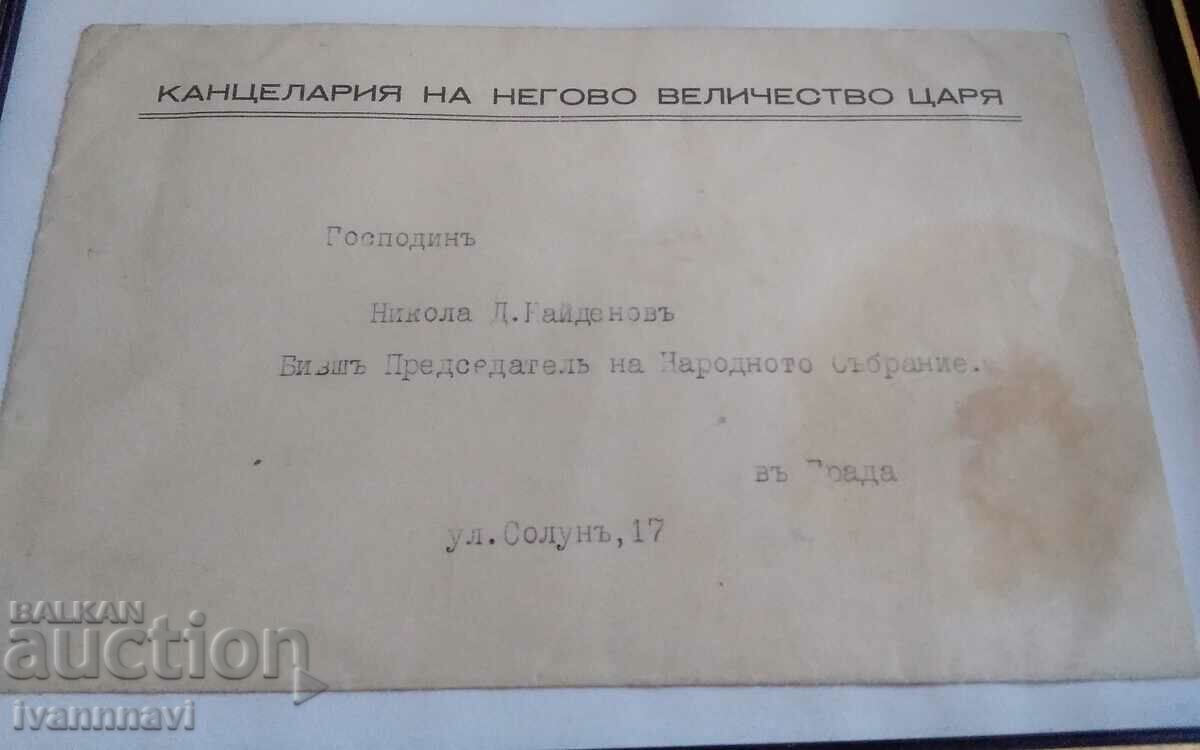 КАНЦЕЛАРИЯ НА НЕГОВО ВЕЛИЧЕСТВО ЦАРЯ
Господинъ
Никола Д.Найденовъ
Бившъ Председатель на Народното Събрание.
въ Града
ул.Солунъ,17
BALKAN
auction
ivannnavi